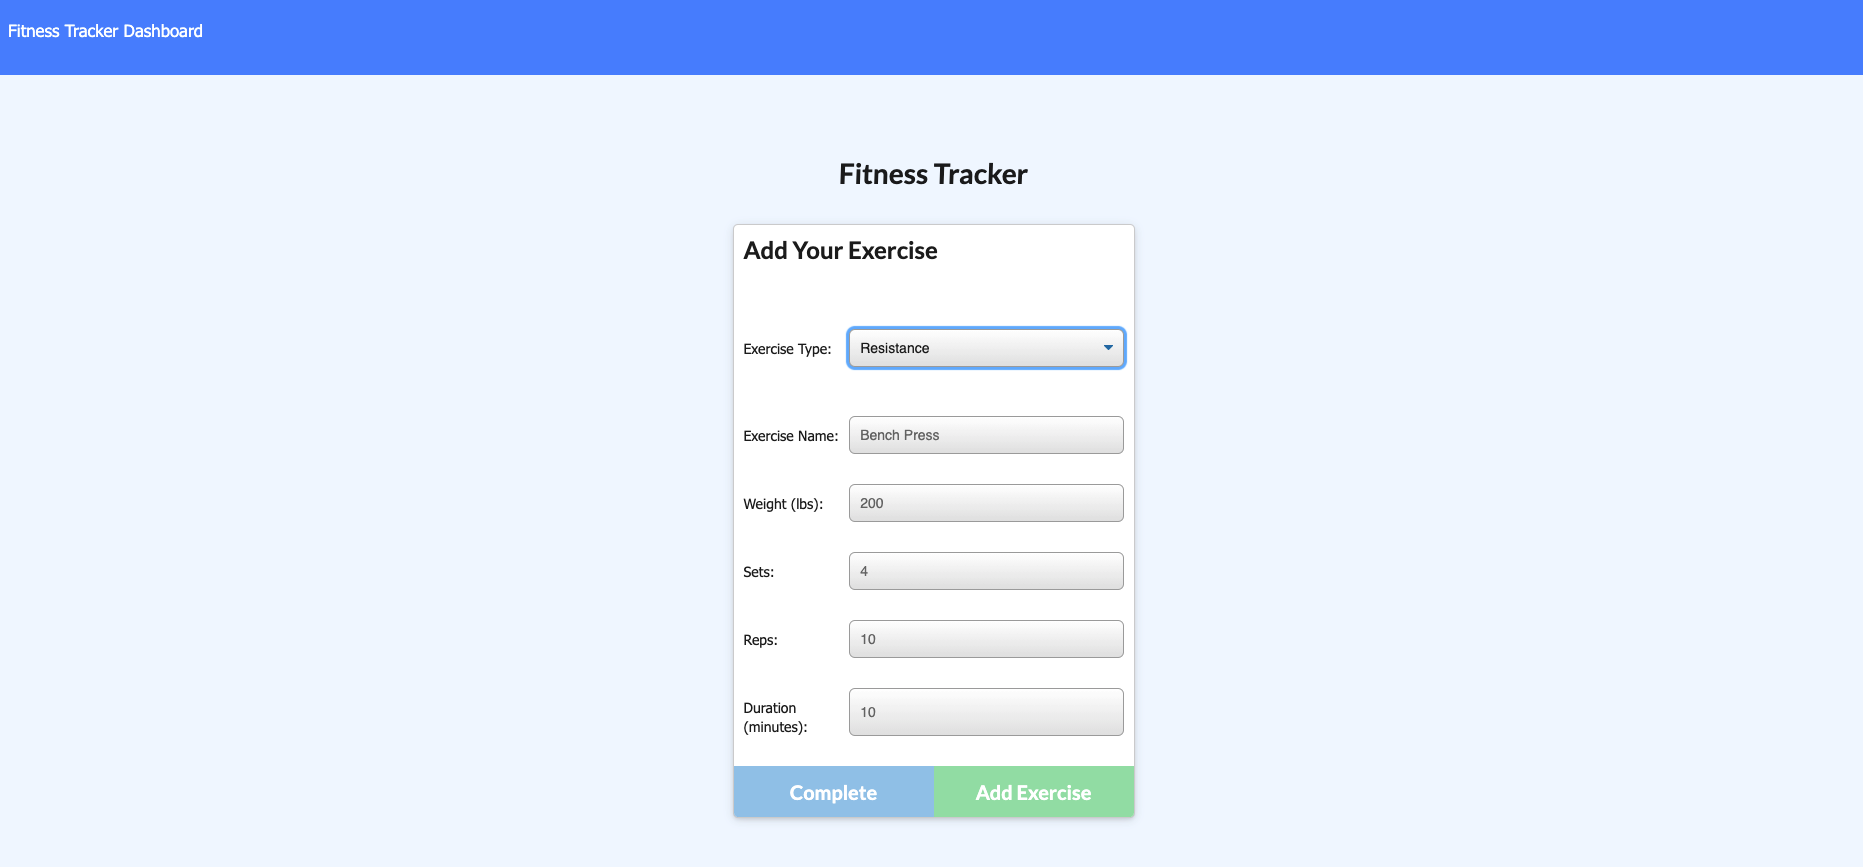 Fitness Tracker Dashboard
Fitness Tracker
Add Your Exercise
Exercise Type: Resistance
Exercise Name: Bench Press
Weight (lbs): 200
Sets: 4
Reps: 10
Duration
(minutes): 10
Complete Add Exercise